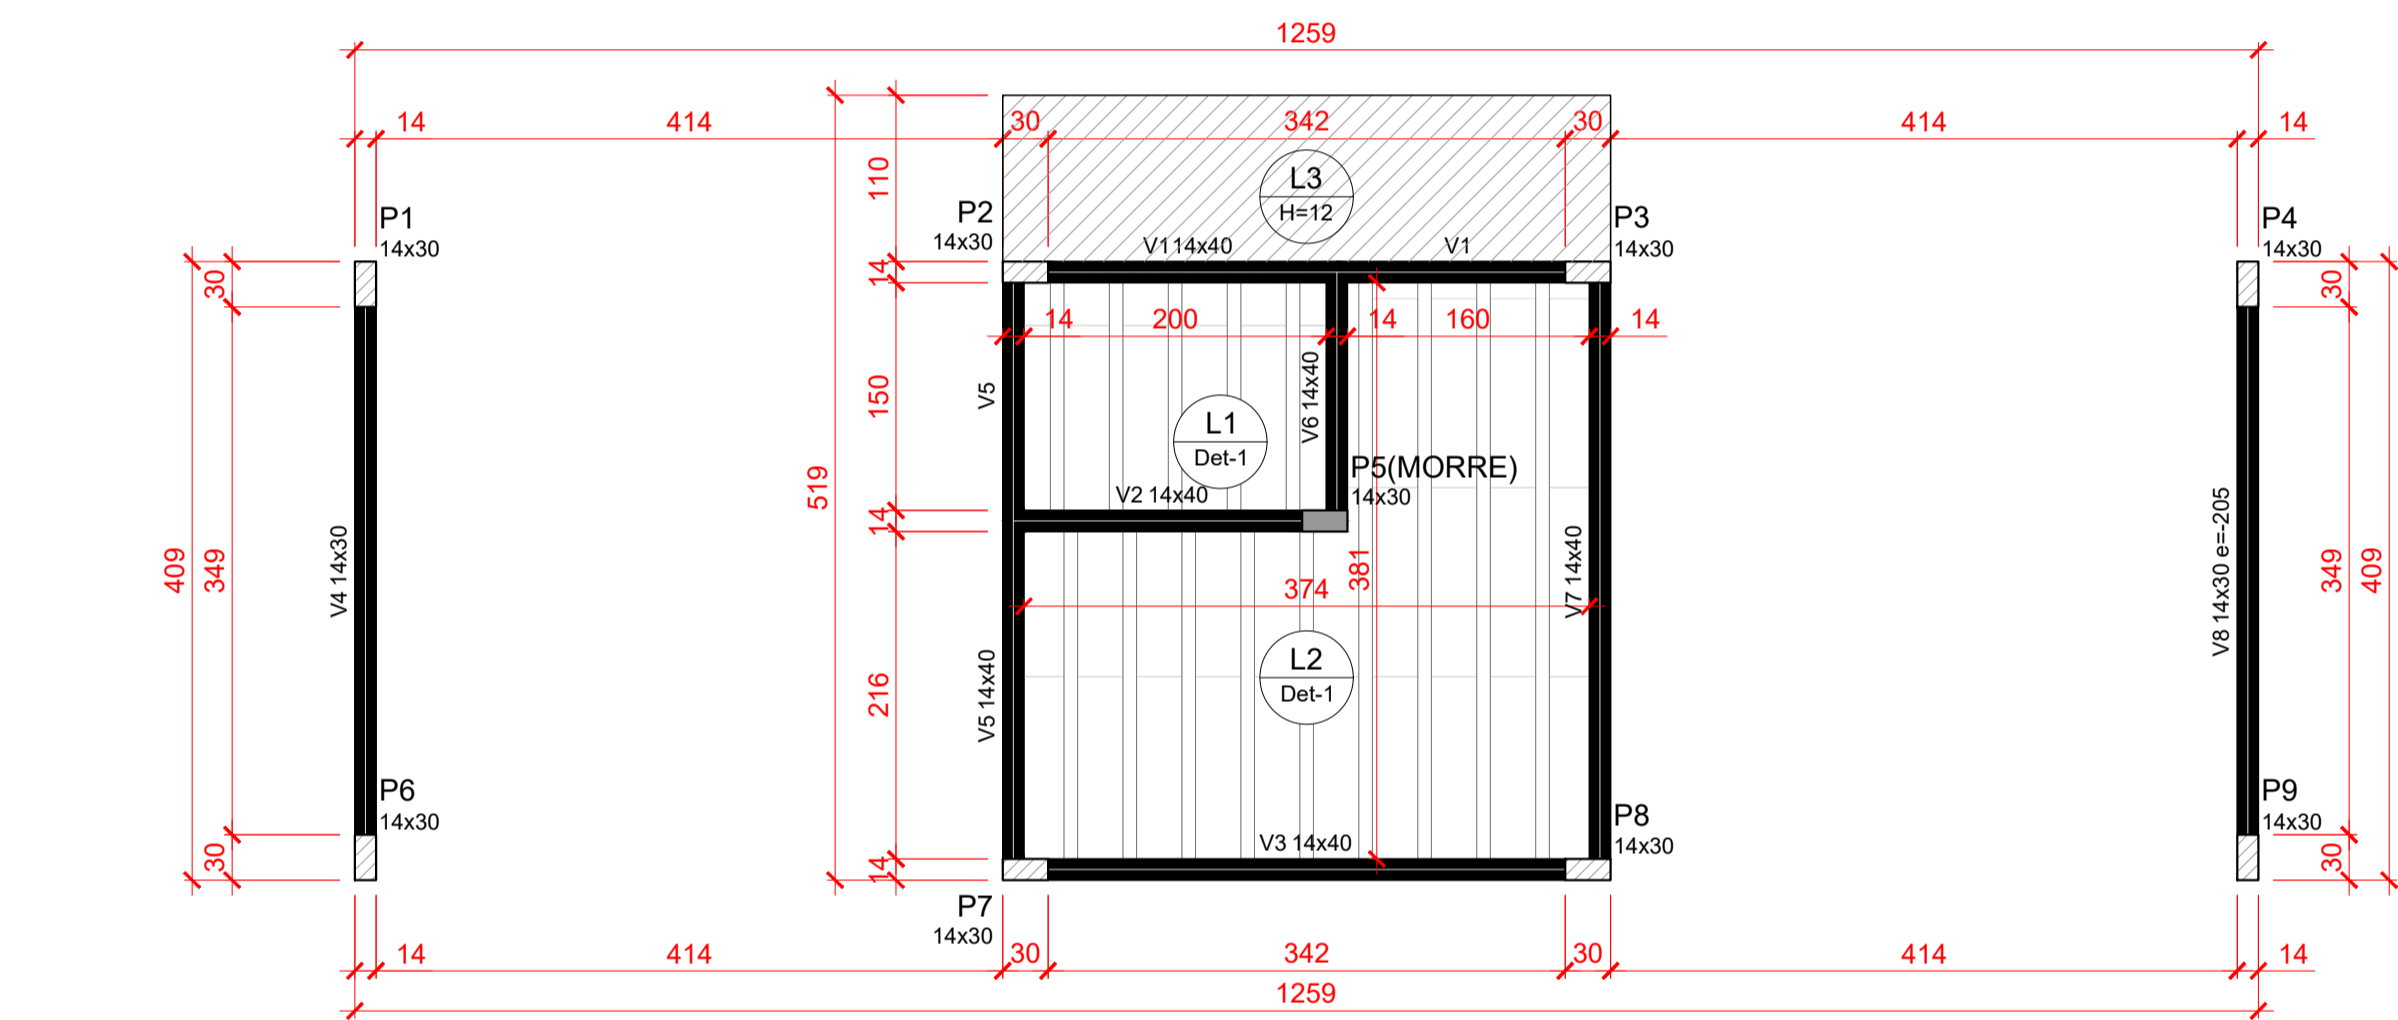 1259
14
414
30
342
30
414
14
110
L3
H=12
P1
14x30
P2
14x30
P3
14x30
P4
14x30
V1 14x40
V1
14
30
30
14
200
14
160
14
V5
150
V6 14x40
L1
Det-1
P5(MORRE)
14x30
V2 14x40
14
519
409
349
V4 14x30
381
374
V7 14x40
V8 14x30 e=-205
349
409
L2
Det-1
V5 14x40
216
P6
14x30
P8
14x30
P9
14x30
V3 14x40
30
14
30
P7
14x30
14
414
30
342
30
414
14
1259